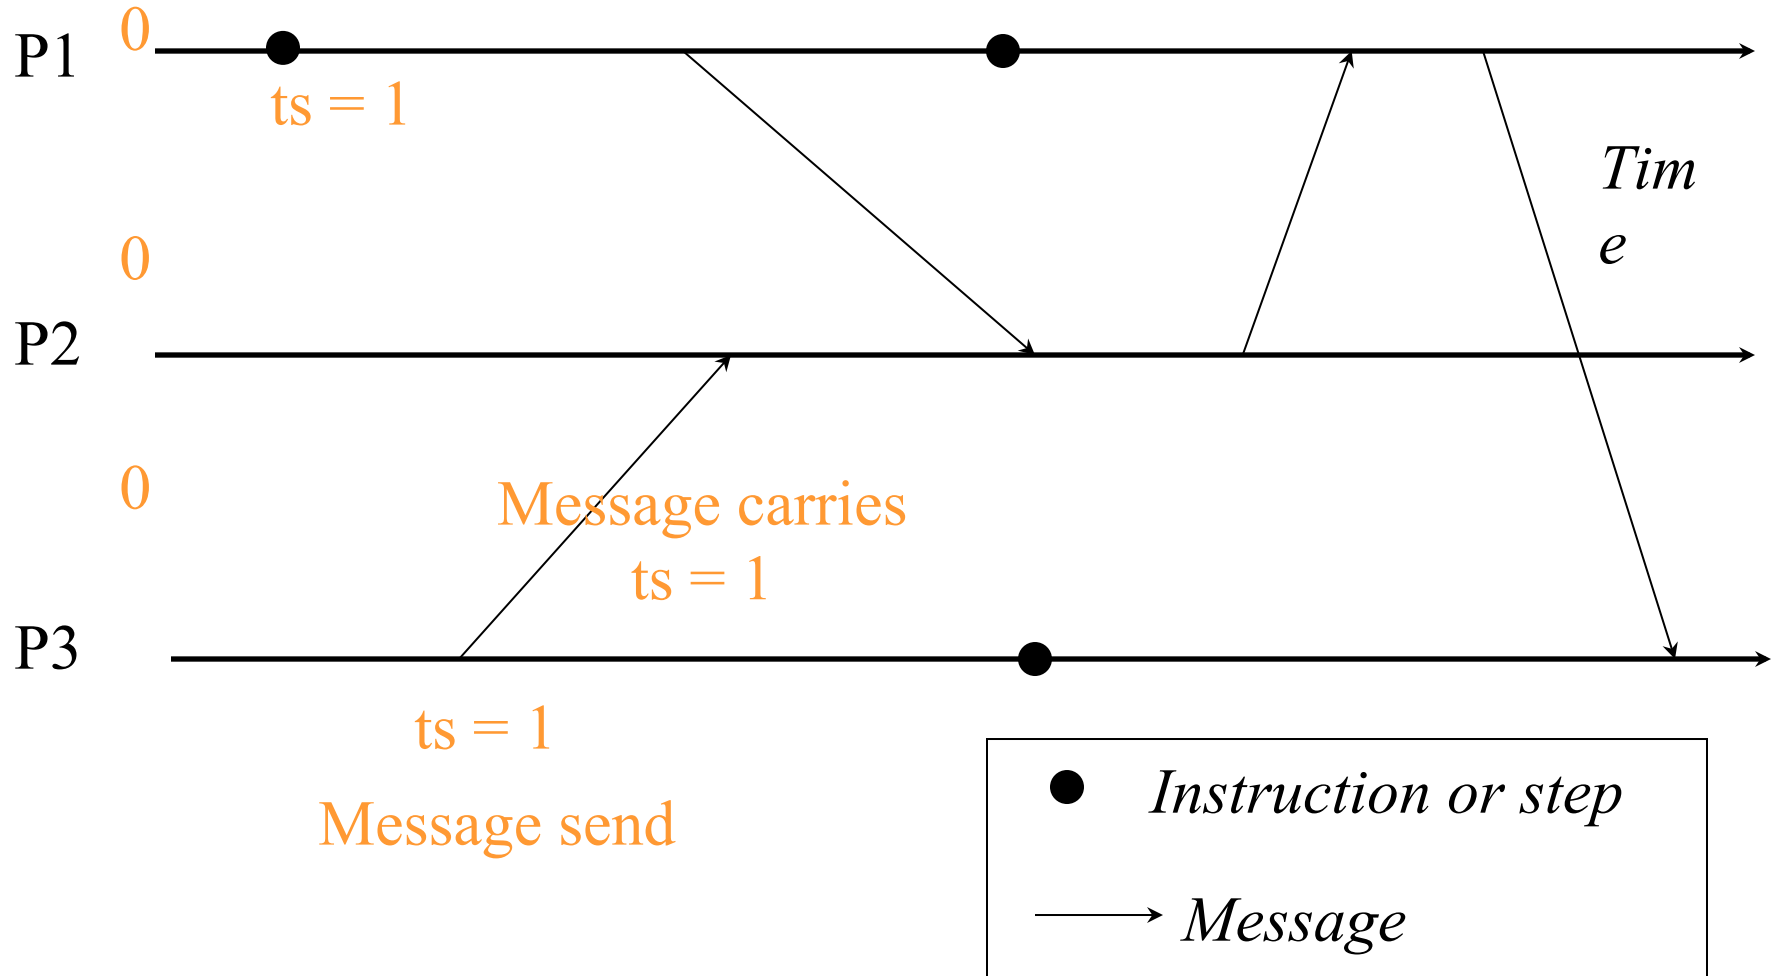 0
P1
ts = 1
Tim
e
0
P2
0
Message carries
ts = 1
P3
ts = 1
Message send
Instruction or step
Message